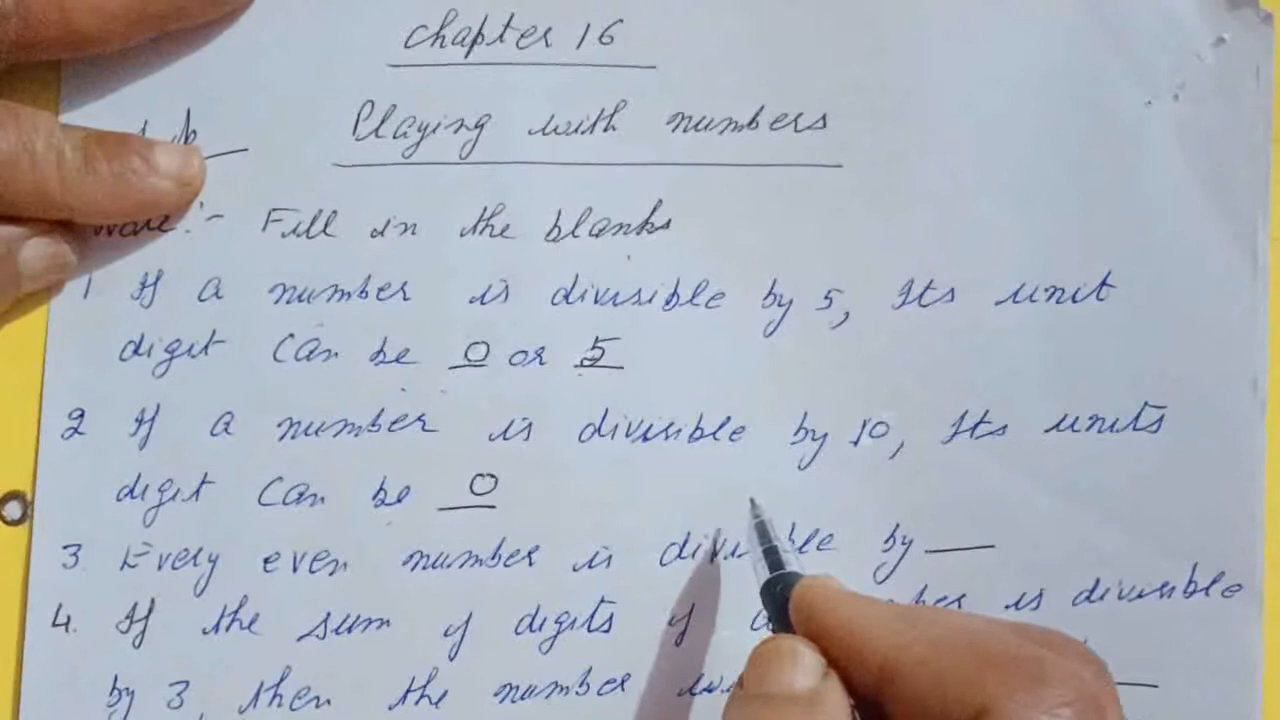 Chapter 16
Playing with numbers
Fill in the blanks
1 If a number is divisible by 5, Its unit
digit can be 0 or 5
2 If a number is divisible by 10, Its units
digit can be 0
3. Every even number is divisible by —
4. If the sum of digits of is divisible
by 3, then the number —